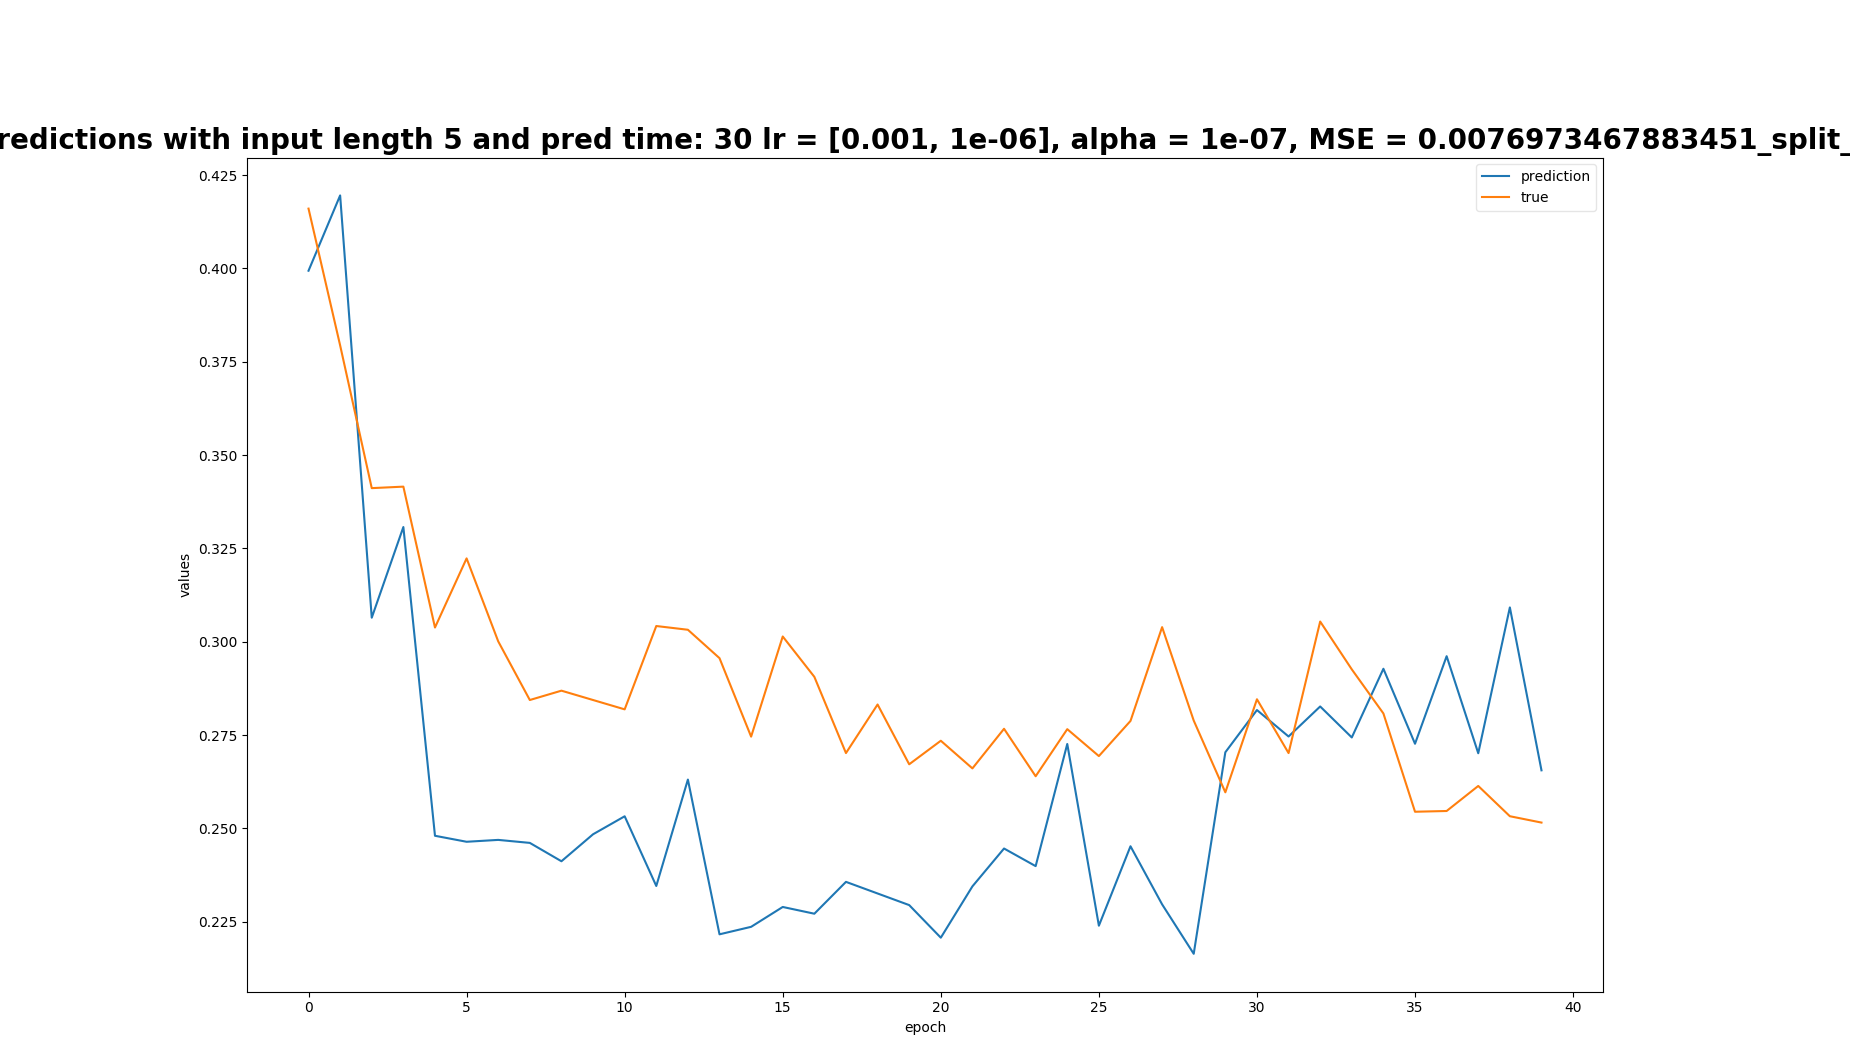 redictions with input length 5 and pred time: 30 lr = [0.001, 1e-06], alpha = 1e-07, MSE = 0.0076973467883451_split_
prediction
true
0.425
0.400
0.375
0.350
0.325
0.300
0.275
0.250
0.225
values
0 5 10 15 20 25 30 35 40
epoch